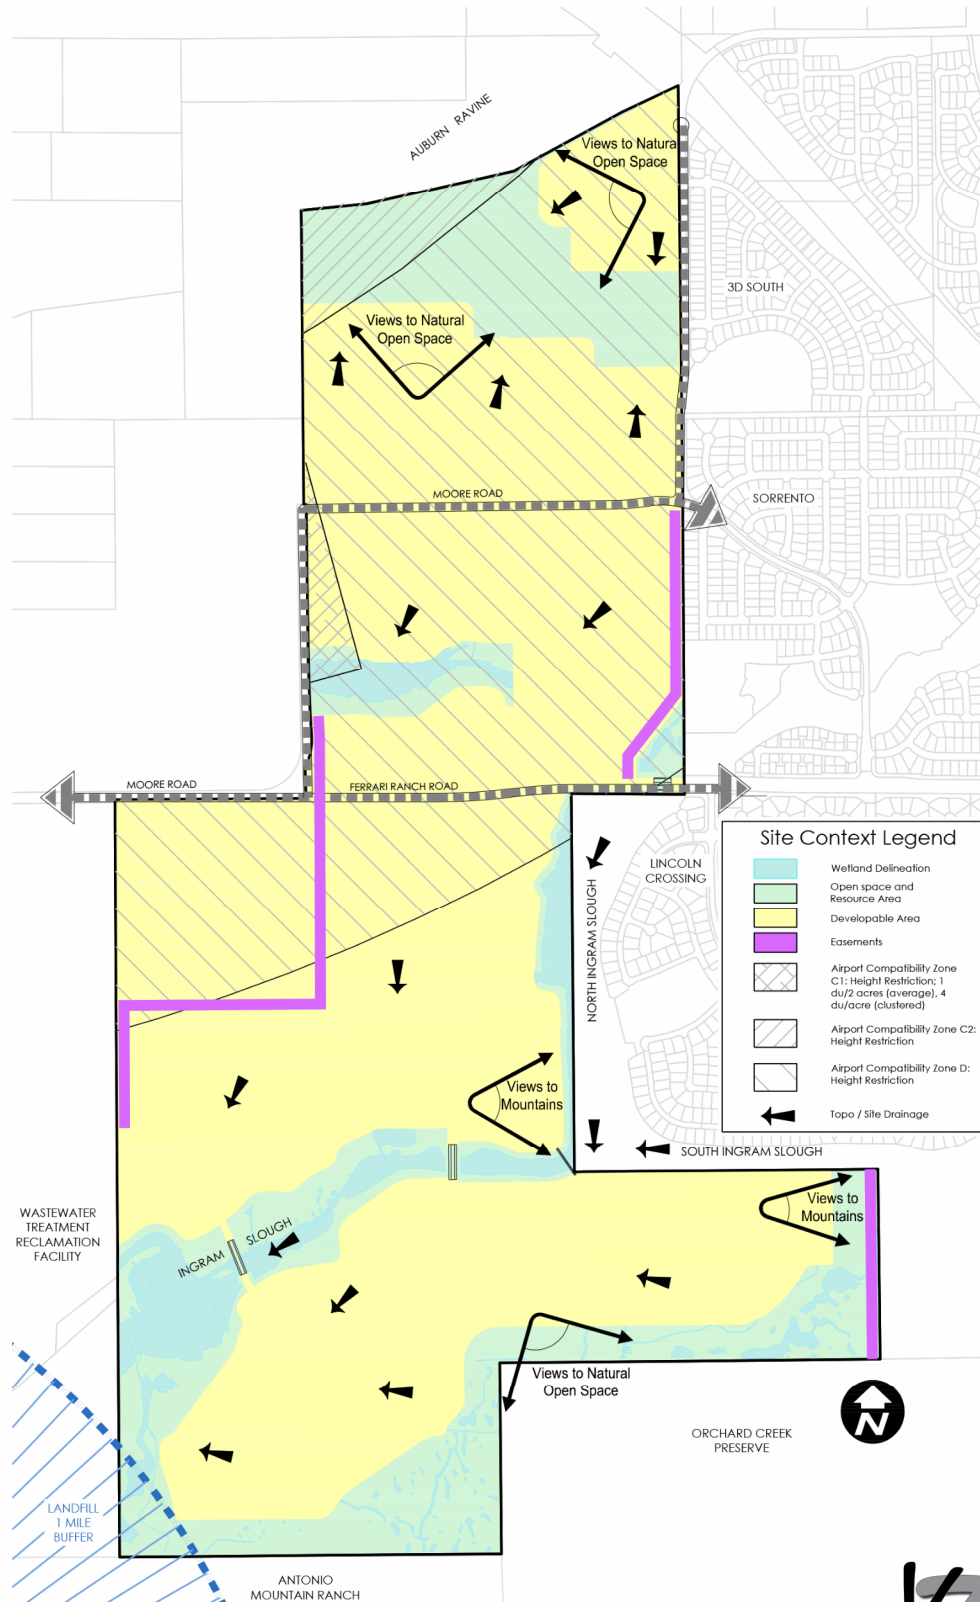 AUBURN RAVINE
Views to Natural
Open Space
3D SOUTH
Views to Natural
Open Space
MOORE ROAD
SORRENTO
MOORE ROAD
FERRARI RANCH ROAD
LINCOLN
CROSSING
NORTH INGRAM SLOUGH
Site Context Legend
Wetland Delineation
Open space and
Resource Area
Developable Area
Easements
Airport Compatibility Zone
C1: Height Restriction; 1
du/2 acres (average), 4
du/acre (clustered)
Airport Compatibility Zone C2:
Height Restriction
Airport Compatibility Zone D:
Height Restriction
Topo / Site Drainage
Views to
Mountains
SOUTH INGRAM SLOUGH
Views to
Mountains
WASTEWATER
TREATMENT
RECLAMATION
FACILITY
INGRAM SLOUGH
Views to Natural
Open Space
N
ORCHARD CREEK
PRESERVE
LANDFILL
1 MILE
BUFFER
ANTONIO
MOUNTAIN RANCH